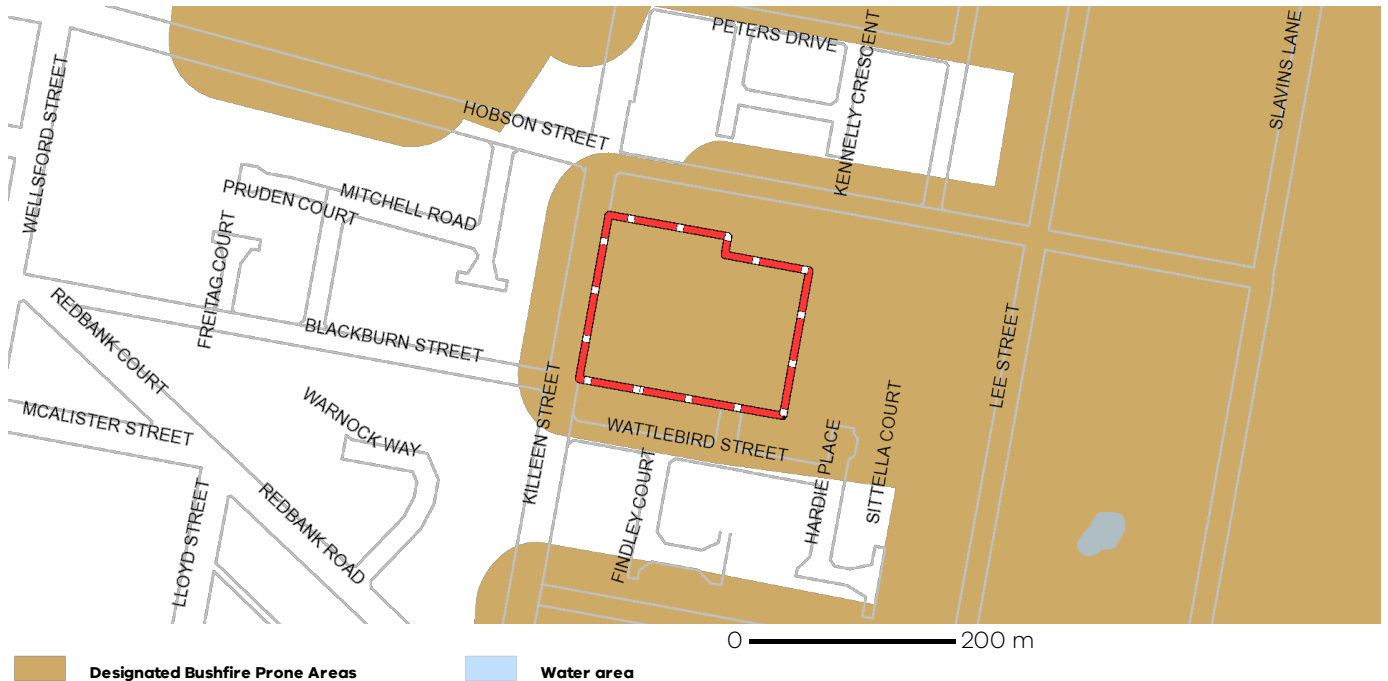 PETERS DRIVE
KENNELLY CRESCENT
SLAVINS LANE
WELLSFORD STREET
HOBSON STREET
MITCHELL ROAD
PRUDEN COURT
FREITAG COURT
REDBANK COURT
BLACKBURN STREET
LEE STREET
WARNOCK WAY
MCALISTER STREET
KILLEEN STREET
WATTLEBIRD STREET
SITTELLA COURT
HARDIE PLACE
FINDLEY COURT
LLOYD STREET
REDBANK ROAD
0 200 m
Designated Bushfire Prone Areas
Water area